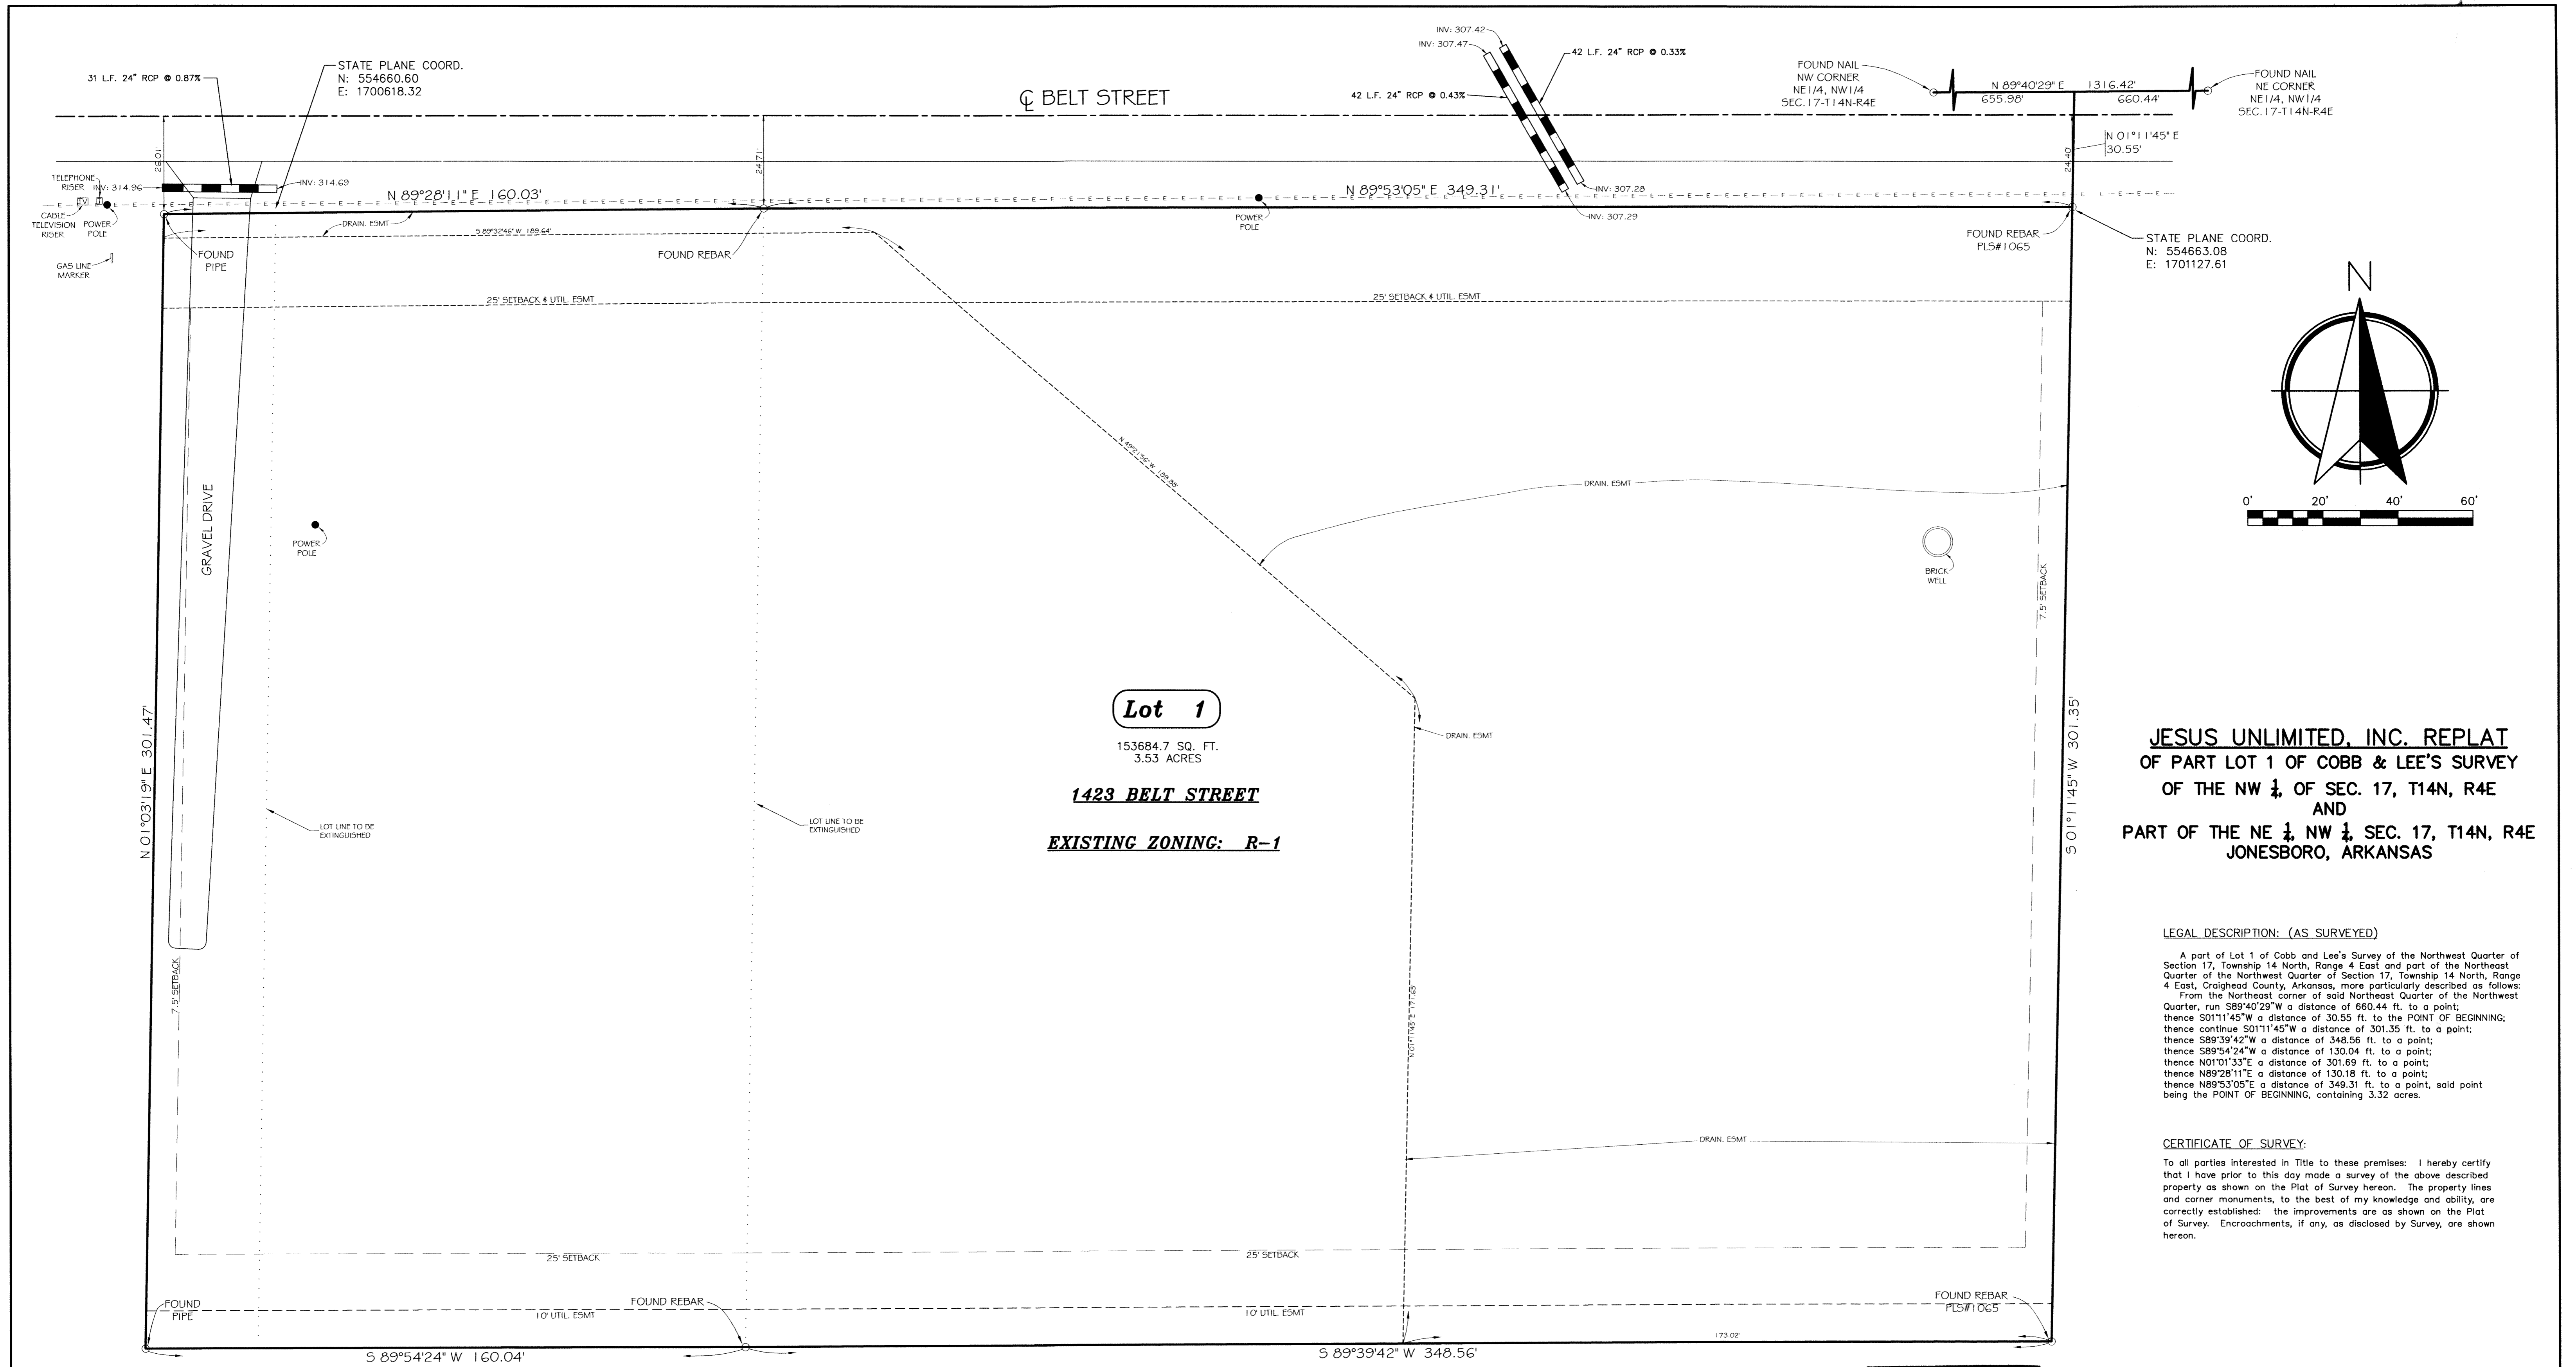 INV: 307.42
INV: 307.47
42 L.F. 24" RCP @ 0.33%
42 L.F. 24" RCP @ 0.43%
31 L.F. 24" RCP @ 0.87%
STATE PLANE COORD.
N: 554660.60
E: 1700618.32
℄ BELT STREET
FOUND NAIL
NW CORNER
NE1/4, NW1/4
SEC.17-T14N-R4E
N 89°40'29" E 1316.42'
655.98' 660.44'
FOUND NAIL
NE CORNER
NE1/4, NW1/4
SEC.17-T14N-R4E
N 01°11'45" E
30.55'
26.01'
24.71'
24.40'
TELEPHONE
RISER
INV: 314.96
INV: 314.69
CABLE
TELEVISION
RISER
POWER
POLE
GAS LINE
MARKER
N 89°28'11" E 160.03'
N 89°53'05" E 349.31'
INV: 307.28
INV: 307.29
POWER
POLE
DRAIN. ESMT
S 89°32'46" W 189.64'
FOUND
PIPE
FOUND REBAR
FOUND REBAR
PLS#1065
STATE PLANE COORD.
N: 554663.08
E: 1701127.61
25' SETBACK & UTIL. ESMT
25' SETBACK & UTIL. ESMT
N
0' 20' 40' 60'
GRAVEL DRIVE
POWER
POLE
N 49°21'56" W 189.88'
DRAIN. ESMT
BRICK
WELL
7.5' SETBACK
N 01°03'19" E 301.47'
S 01°11'45" W 301.35'
Lot 1
153684.7 SQ. FT.
3.53 ACRES
1423 BELT STREET
EXISTING ZONING: R-1
DRAIN. ESMT
LOT LINE TO BE
EXTINGUISHED
LOT LINE TO BE
EXTINGUISHED
7.5' SETBACK
N 01°11'45" E 171.65'
DRAIN. ESMT
25' SETBACK
25' SETBACK
FOUND
PIPE
FOUND REBAR
10' UTIL. ESMT
10' UTIL. ESMT
FOUND REBAR
PLS#1065
173.02'
S 89°54'24" W 160.04'
S 89°39'42" W 348.56'
JESUS UNLIMITED, INC. REPLAT
OF PART LOT 1 OF COBB & LEE'S SURVEY
OF THE NW ¼, OF SEC. 17, T14N, R4E
AND
PART OF THE NE ¼, NW ¼, SEC. 17, T14N, R4E
JONESBORO, ARKANSAS
LEGAL DESCRIPTION: (AS SURVEYED)
A part of Lot 1 of Cobb and Lee's Survey of the Northwest Quarter of
Section 17, Township 14 North, Range 4 East and part of the Northeast
Quarter of the Northwest Quarter of Section 17, Township 14 North, Range
4 East, Craighead County, Arkansas, more particularly described as follows:
From the Northeast corner of said Northeast Quarter of the Northwest
Quarter, run S89°40'29"W a distance of 660.44 ft. to a point;
thence S01°11'45"W a distance of 30.55 ft. to the POINT OF BEGINNING;
thence continue S01°11'45"W a distance of 301.35 ft. to a point;
thence S89°39'42"W a distance of 348.56 ft. to a point;
thence S89°54'24"W a distance of 130.04 ft. to a point;
thence N01°01'33"E a distance of 301.69 ft. to a point;
thence N89°28'11"E a distance of 130.18 ft. to a point;
thence N89°53'05"E a distance of 349.31 ft. to a point, said point
being the POINT OF BEGINNING, containing 3.32 acres.
CERTIFICATE OF SURVEY:
To all parties interested in Title to these premises: I hereby certify
that I have prior to this day made a survey of the above described
property as shown on the Plat of Survey hereon. The property lines
and corner monuments, to the best of my knowledge and ability, are
correctly established: the improvements are as shown on the Plat
of Survey. Encroachments, if any, as disclosed by Survey, are shown
hereon.